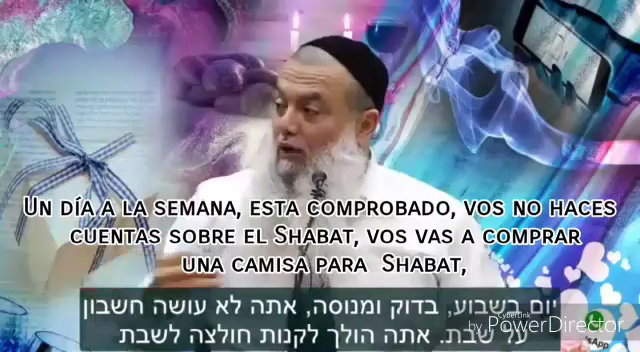 Un día a la semana, esta comprobado, vos no haces
cuentas sobre el Shabat, vos vas a comprar
una camisa para Shabat,
יום בשבוע, בדוק ומנוסה, אתה לא עושה חשבון
על שבת. אתה הולך לקנות חולצה לשבת
CyberLink
by PowerDirector